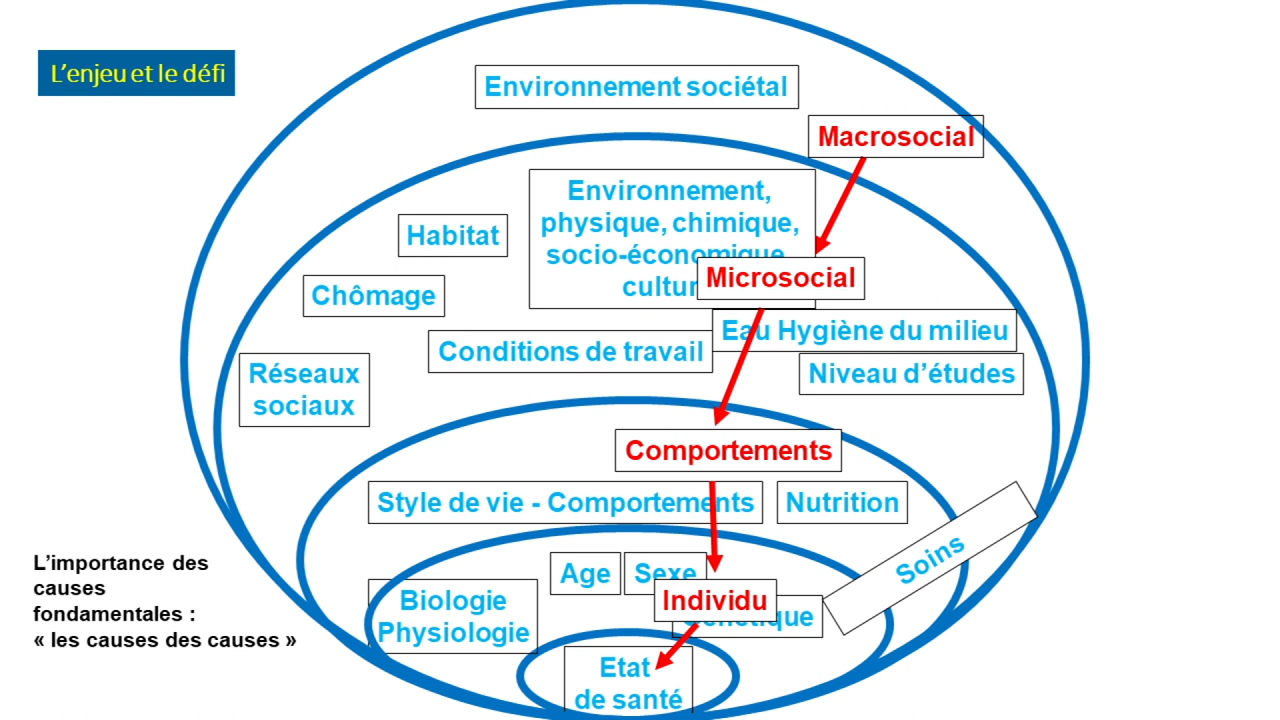 L'enjeu et le défi
Environnement sociétal
Macrosocial
Environnement,
physique, chimique,
socio-économique
Habitat
Microsocial
Chômage
Eau Hygiène du milieu
Conditions de travail
Niveau d'études
Réseaux
sociaux
Comportements
Style de vie - Comportements
Nutrition
Soins
L'importance des
causes
fondamentales :
« les causes des causes »
Age
Sexe
Individu
Biologie
Physiologie
Etat
de santé